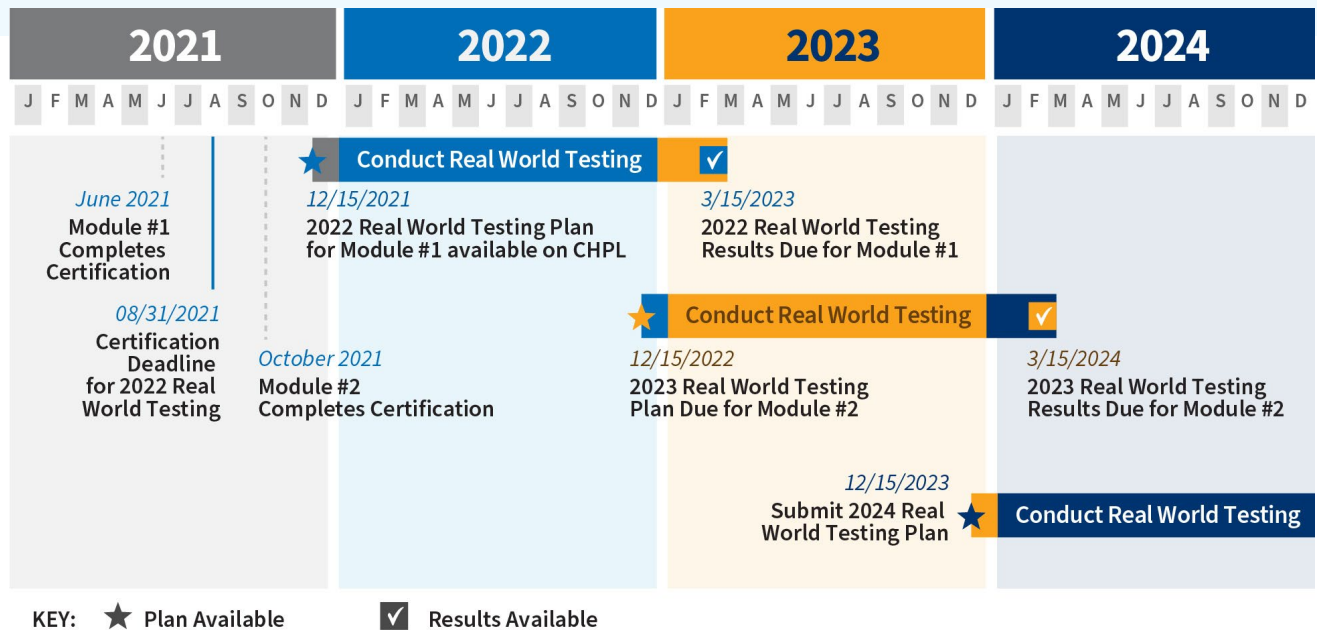 2021 2022 2023 2024
J F M A M J J A S O N D J F M A M J J A S O N D J F M A M J J A S O N D J F M A M J J A S O N D
Conduct Real World Testing
June 2021
Module #1
Completes
Certification
12/15/2021
2022 Real World Testing Plan
for Module #1 available on CHPL
3/15/2023
2022 Real World Testing
Results Due for Module #1
08/31/2021
Certification
Deadline
for 2022 Real
World Testing
October 2021
Module #2
Completes Certification
Conduct Real World Testing
12/15/2022
2023 Real World Testing
Plan Due for Module #2
3/15/2024
2023 Real World Testing
Results Due for Module #2
12/15/2023
Submit 2024 Real
World Testing Plan
Conduct Real World Testing
KEY: Plan Available Results Available